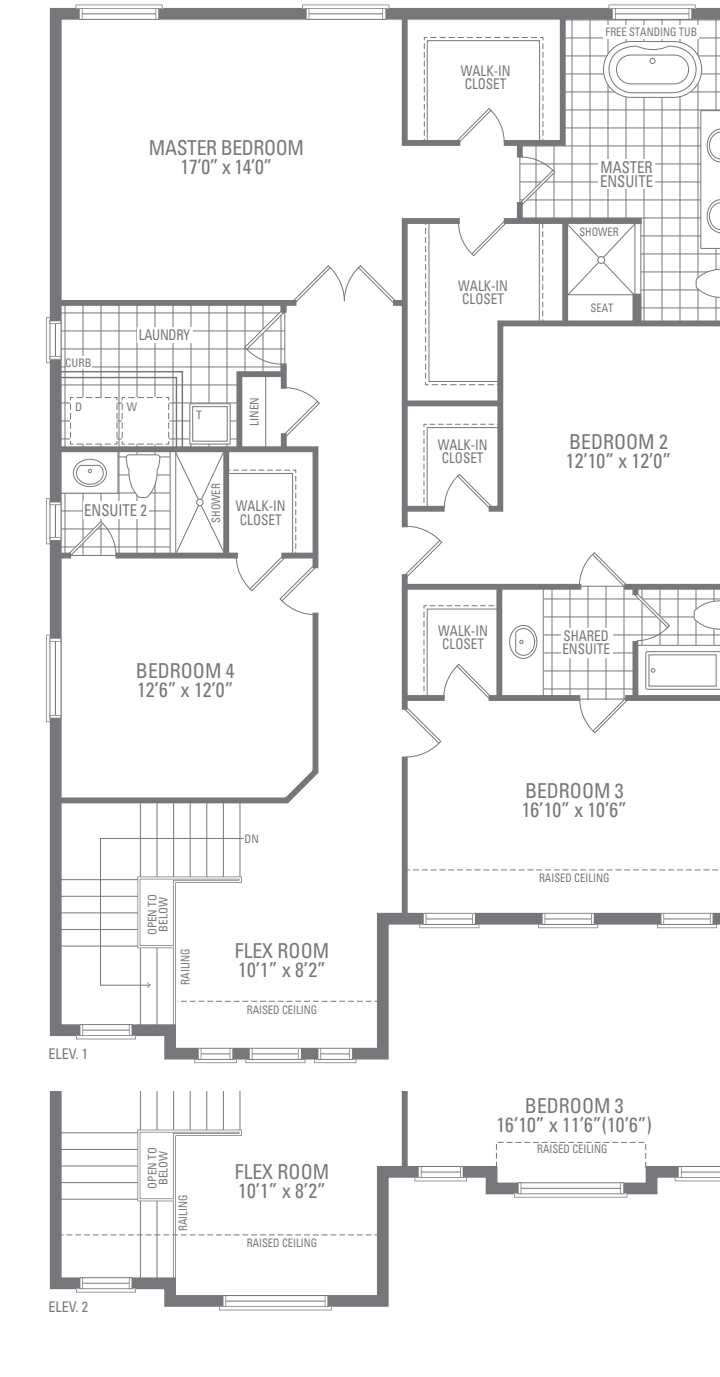 FREE STANDING TUB
WALK-IN
CLOSET
MASTER BEDROOM
17'0" x 14'0"
MASTER
ENSUITE
SHOWER
WALK-IN
CLOSET
SEAT
LAUNDRY
CURB
D
W
T
LINEN
WALK-IN
CLOSET
BEDROOM 2
12'10" x 12'0"
ENSUITE 2
SHOWER
WALK-IN
CLOSET
WALK-IN
CLOSET
SHARED
ENSUITE
BEDROOM 4
12'6" x 12'0"
BEDROOM 3
16'10" x 10'6"
DN
RAISED CEILING
OPEN TO
BELOW
RAILING
FLEX ROOM
10'1" x 8'2"
RAISED CEILING
ELEV. 1
BEDROOM 3
16'10" x 11'6"(10'6")
RAISED CEILING
OPEN TO
BELOW
RAILING
FLEX ROOM
10'1" x 8'2"
RAISED CEILING
ELEV. 2